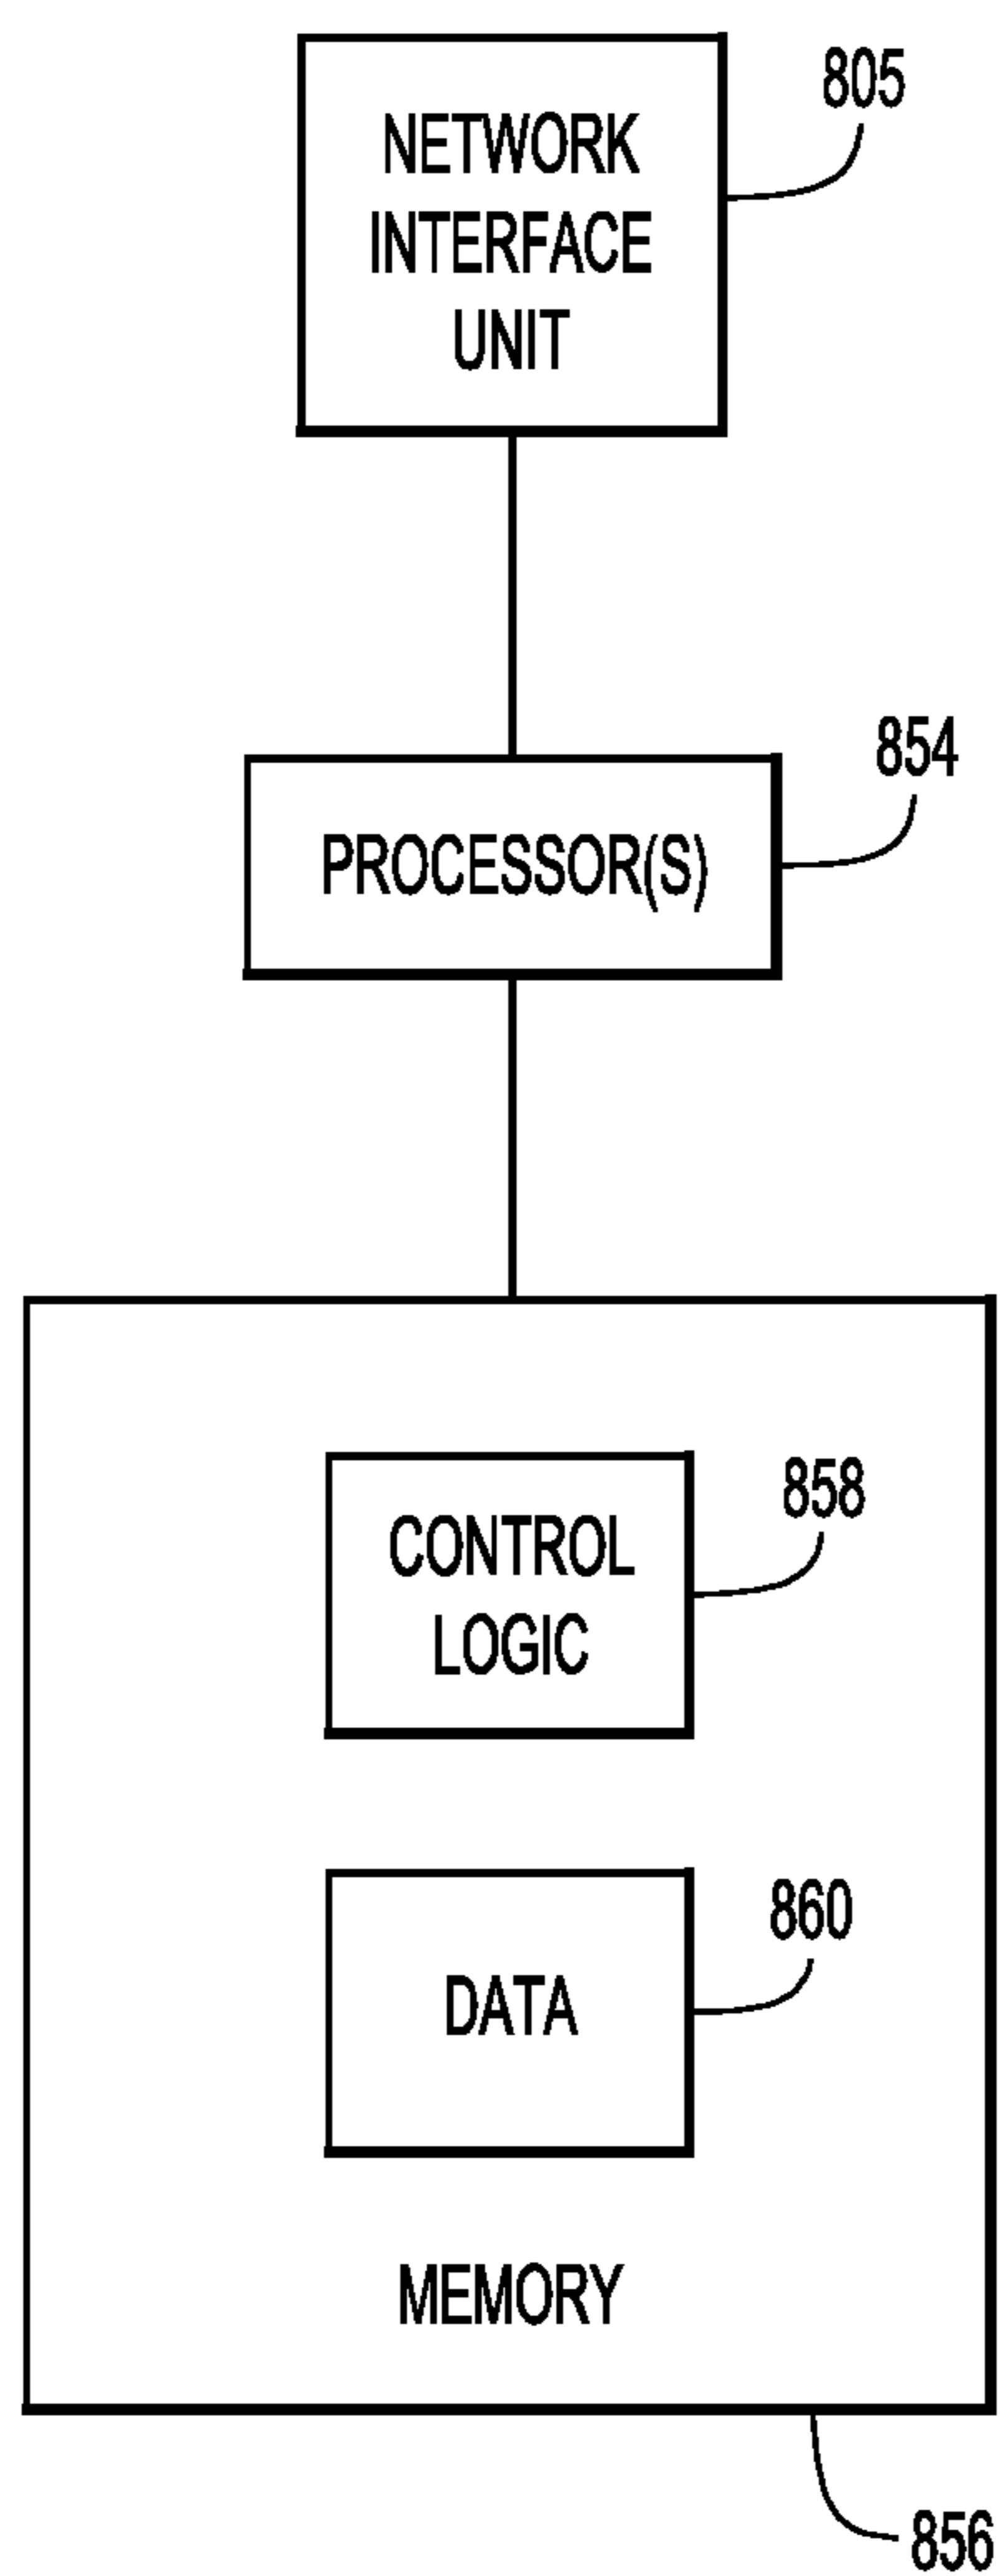 805
NETWORK
INTERFACE
UNIT
854
PROCESSOR(S)
858
CONTROL
LOGIC
860
DATA
MEMORY
856